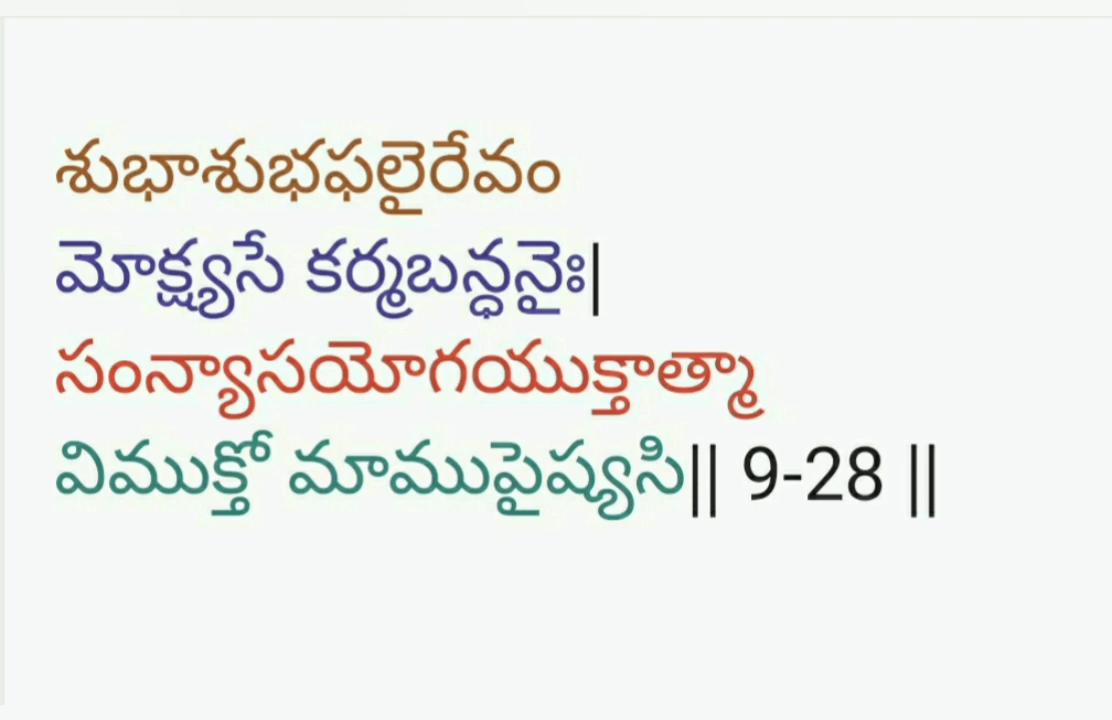 శుభాశుభఫలైరేవం
మోక్ష్యసే కర్మబన్ధనైః|
సంన్యాసయోగయుక్తాత్మా
విముక్తో మాముపైష్యసి|| 9-28 ||